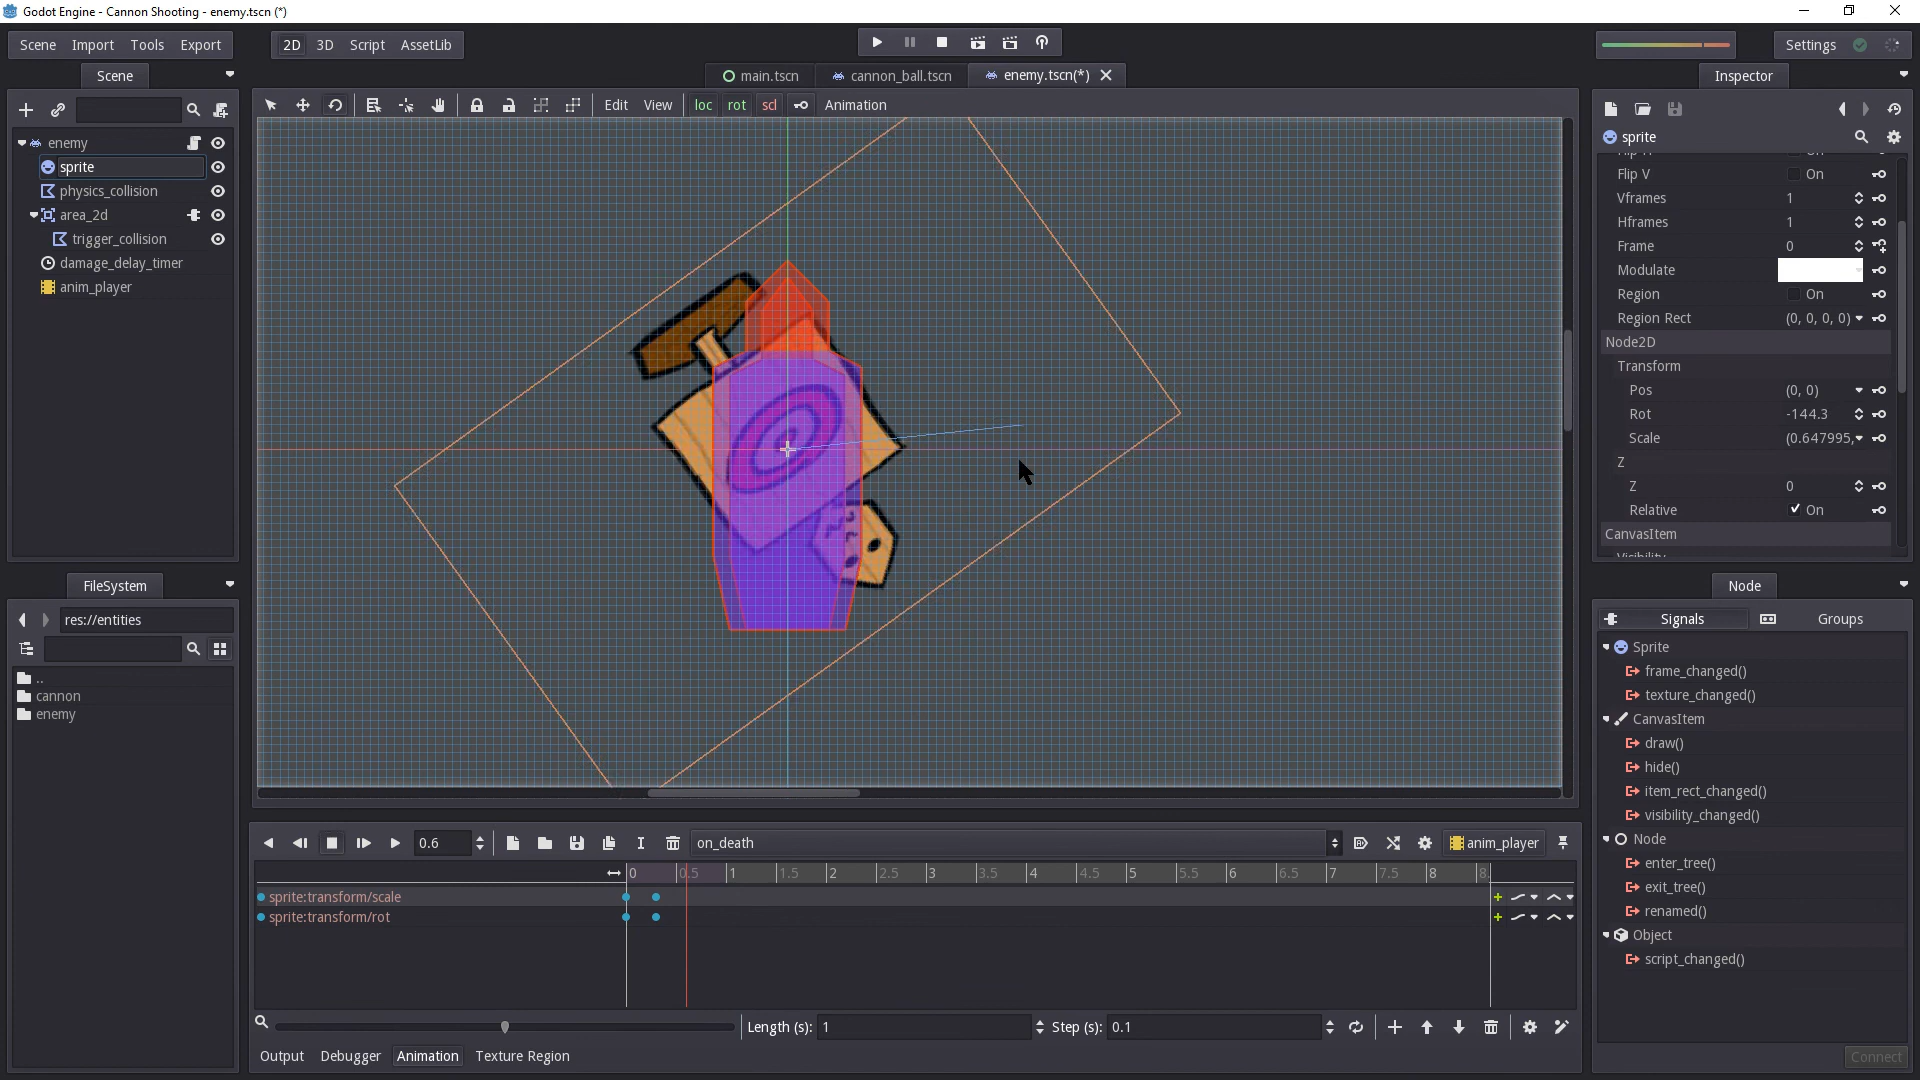 Godot Engine - Cannon Shooting - enemy.tscn (*)
Scene Import Tools Export
2D 3D Script AssetLib
Settings
Scene
main.tscn
cannon_ball.tscn
enemy.tscn(*)
Inspector
Edit View loc rot scl Animation
enemy
sprite
physics_collision
area_2d
trigger_collision
damage_delay_timer
anim_player
sprite
Flip V On
Vframes 1
Hframes 1
Frame 0
Modulate
Region On
Region Rect (0, 0, 0, 0)
Node2D
Transform
Pos (0, 0)
Rot -144.3
Scale (0.647995,
Z
Z 0
Relative On
CanvasItem
Visibility
FileSystem
res://entities
..
cannon
enemy
Node
Signals Groups
Sprite
frame_changed()
texture_changed()
CanvasItem
draw()
hide()
item_rect_changed()
visibility_changed()
Node
enter_tree()
exit_tree()
renamed()
Object
script_changed()
Connect
0.6 on_death anim_player
0 0.5 1 1.5 2 2.5 3 3.5 4 4.5 5 5.5 6 6.5 7 7.5 8 8.
sprite:transform/scale
sprite:transform/rot
Length (s): 1 Step (s): 0.1
Output Debugger Animation Texture Region